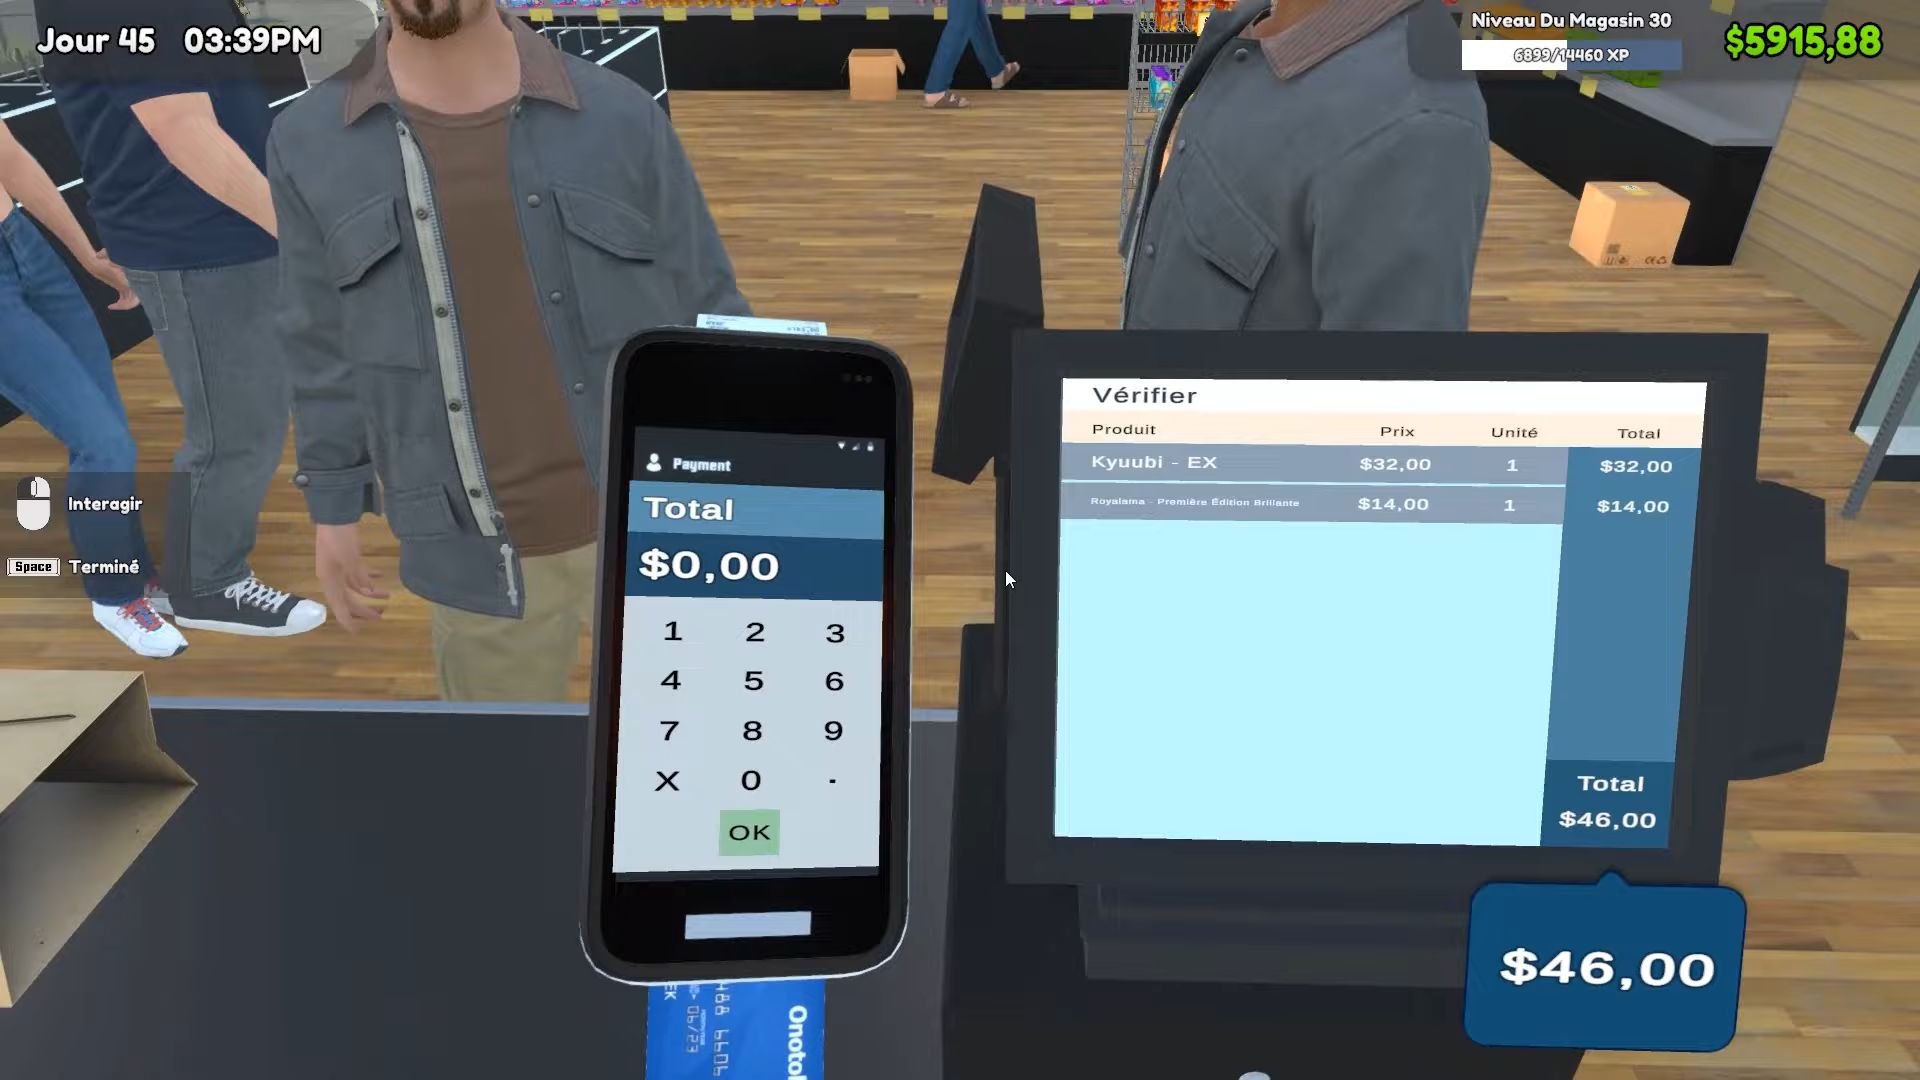 Jour 45 03:39PM
Niveau Du Magasin 30
6899/14460 XP
$5915,88
Interagir
Space Terminé
Payment
Total
$0,00
1 2 3
4 5 6
7 8 9
X 0 .
OK
Vérifier
Produit Prix Unité Total
Kyuubi - EX $32,00 1 $32,00
Royalama - Première Édition Brillante $14,00 1 $14,00
Total
$46,00
$46,00
06/23